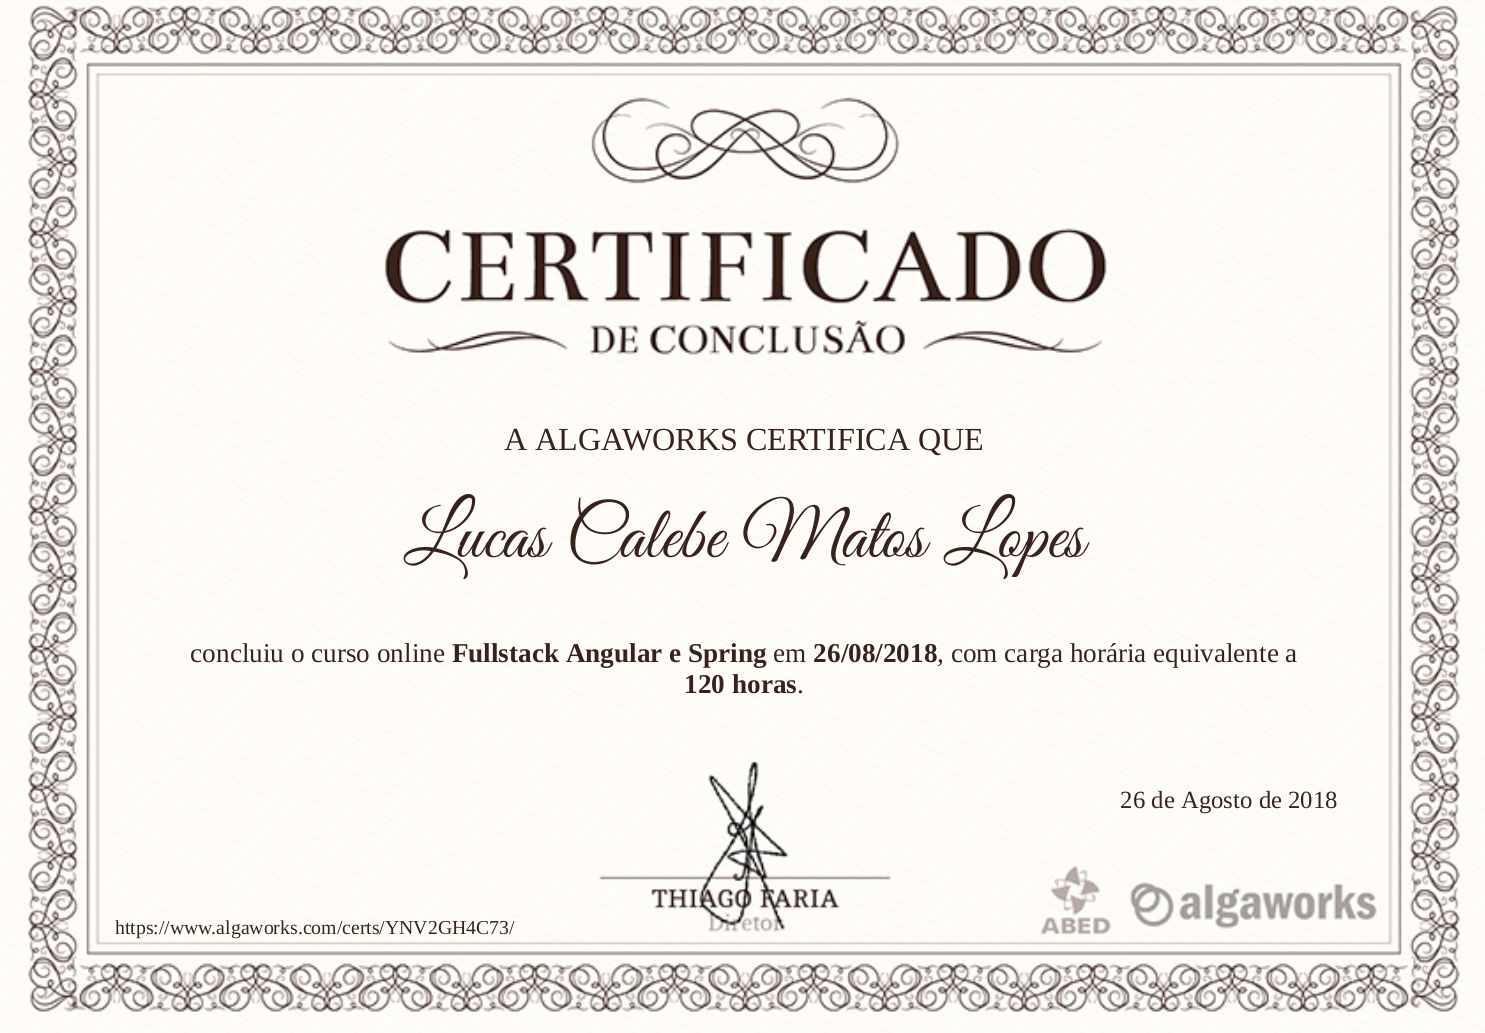 CERTIFICADO
DE CONCLUSÃO
A ALGAWORKS CERTIFICA QUE
Lucas Calebe Matos Lopes
concluiu o curso online Fullstack Angular e Spring em 26/08/2018, com carga horária equivalente a
120 horas.
26 de Agosto de 2018
THIAGO FARIA
Diretor
https://www.algaworks.com/certs/YNV2GH4C73/
ABED
algaworks